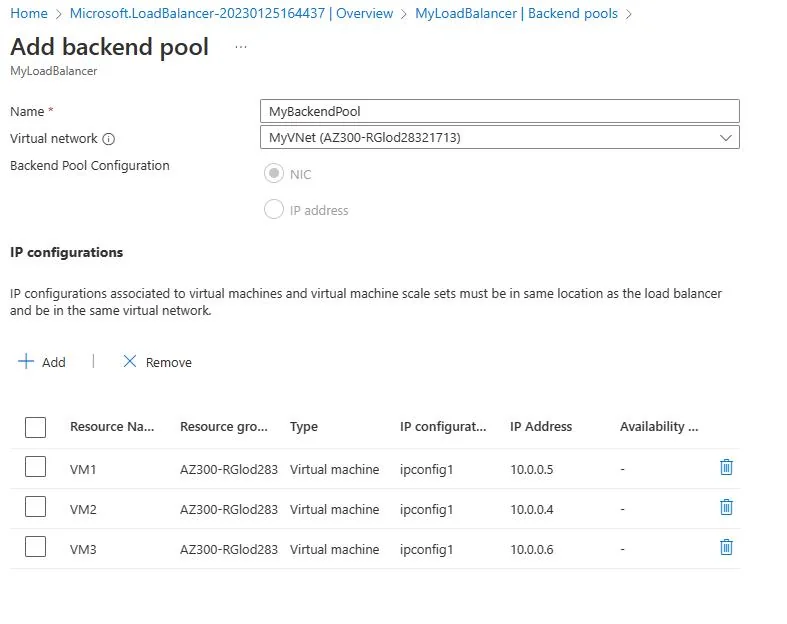 Home > Microsoft.LoadBalancer-20230125164437 | Overview > MyLoadBalancer | Backend pools >
Add backend pool ...
MyLoadBalancer
Name * MyBackendPool
Virtual network MyVNet (AZ300-RGlod28321713)
Backend Pool Configuration NIC
IP address
IP configurations
IP configurations associated to virtual machines and virtual machine scale sets must be in same location as the load balancer
and be in the same virtual network.
+ Add | Remove
Resource Na... Resource gro... Type IP configurat... IP Address Availability ...
VM1 AZ300-RGlod283 Virtual machine ipconfig1 10.0.0.5 -
VM2 AZ300-RGlod283 Virtual machine ipconfig1 10.0.0.4 -
VM3 AZ300-RGlod283 Virtual machine ipconfig1 10.0.0.6 -